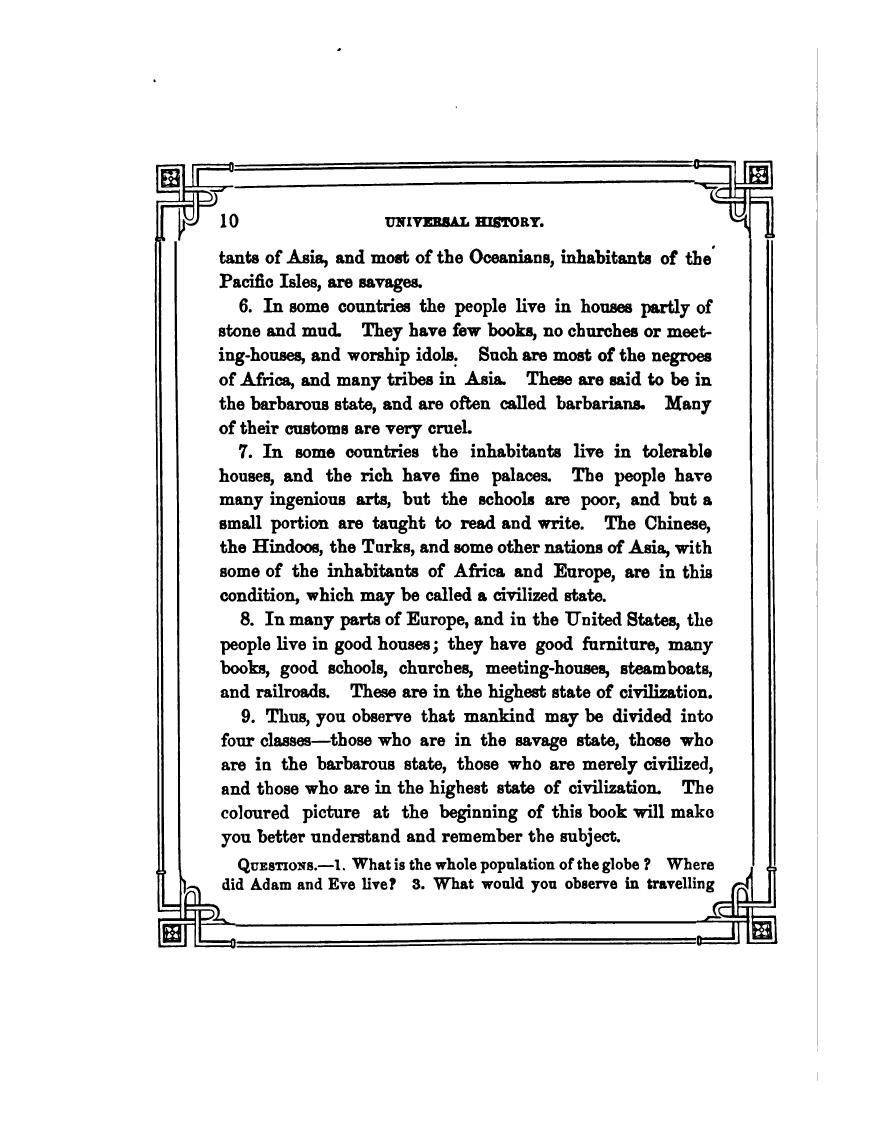 10 UNIVERSAL HISTORY.
tants of Asia, and most of the Oceanians, inhabitants of the
Pacific Isles, are savages.
6. In some countries the people live in houses partly of
stone and mud. They have few books, no churches or meet-
ing-houses, and worship idols. Such are most of the negroes
of Africa, and many tribes in Asia. These are said to be in
the barbarous state, and are often called barbarians. Many
of their customs are very cruel.
7. In some countries the inhabitants live in tolerable
houses, and the rich have fine palaces. The people have
many ingenious arts, but the schools are poor, and but a
small portion are taught to read and write. The Chinese,
the Hindoos, the Turks, and some other nations of Asia, with
some of the inhabitants of Africa and Europe, are in this
condition, which may be called a civilized state.
8. In many parts of Europe, and in the United States, the
people live in good houses; they have good furniture, many
books, good schools, churches, meeting-houses, steamboats,
and railroads. These are in the highest state of civilization.
9. Thus, you observe that mankind may be divided into
four classes—those who are in the savage state, those who
are in the barbarous state, those who are merely civilized,
and those who are in the highest state of civilization. The
coloured picture at the beginning of this book will make
you better understand and remember the subject.
QUESTIONS.—1. What is the whole population of the globe? Where
did Adam and Eve live? 3. What would you observe in travelling